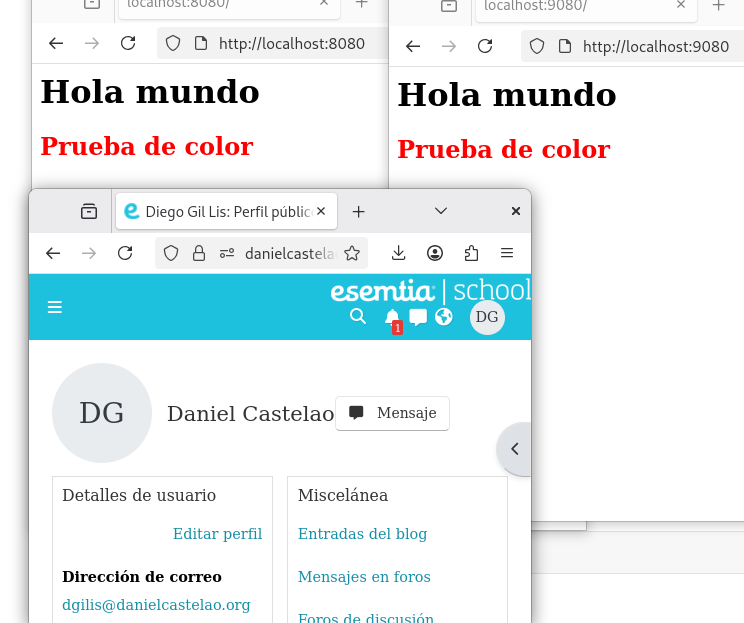 localhost:8080/
http://localhost:8080
Hola mundo
Prueba de color
localhost:9080/
http://localhost:9080
Hola mundo
Prueba de color
Diego Gil Lis: Perfil públic
danielcastela
esemtia | school
1
DG
DG
Daniel Castelao
Mensaje
Detalles de usuario
Editar perfil
Dirección de correo
dgilis@danielcastelao.org
Miscelánea
Entradas del blog
Mensajes en foros
Foros de discusión